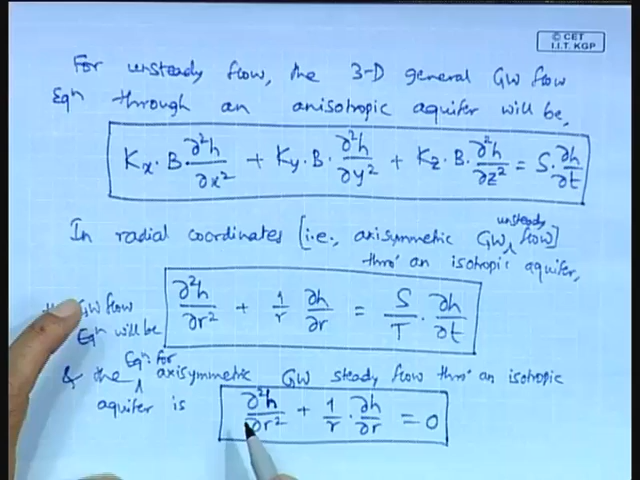 © CET
I.I.T. KGP
For unsteady flow, the 3-D general GW flow
Eqⁿ through an anisotropic aquifer will be,
Kx · B · ∂²h/∂x² + Ky · B · ∂²h/∂y² + Kz · B · ∂²h/∂z² = S · ∂h/∂t
In radial coordinates [i.e., axisymmetric GW unsteady flow]
thro' an isotropic aquifer,
GW flow
Eqⁿ will be
∂²h/∂r² + 1/r ∂h/∂r = S/T · ∂h/∂t
& the Eqⁿ for axisymmetric GW steady flow thro' an isotropic
aquifer is
∂²h/∂r² + 1/r · ∂h/∂r = 0